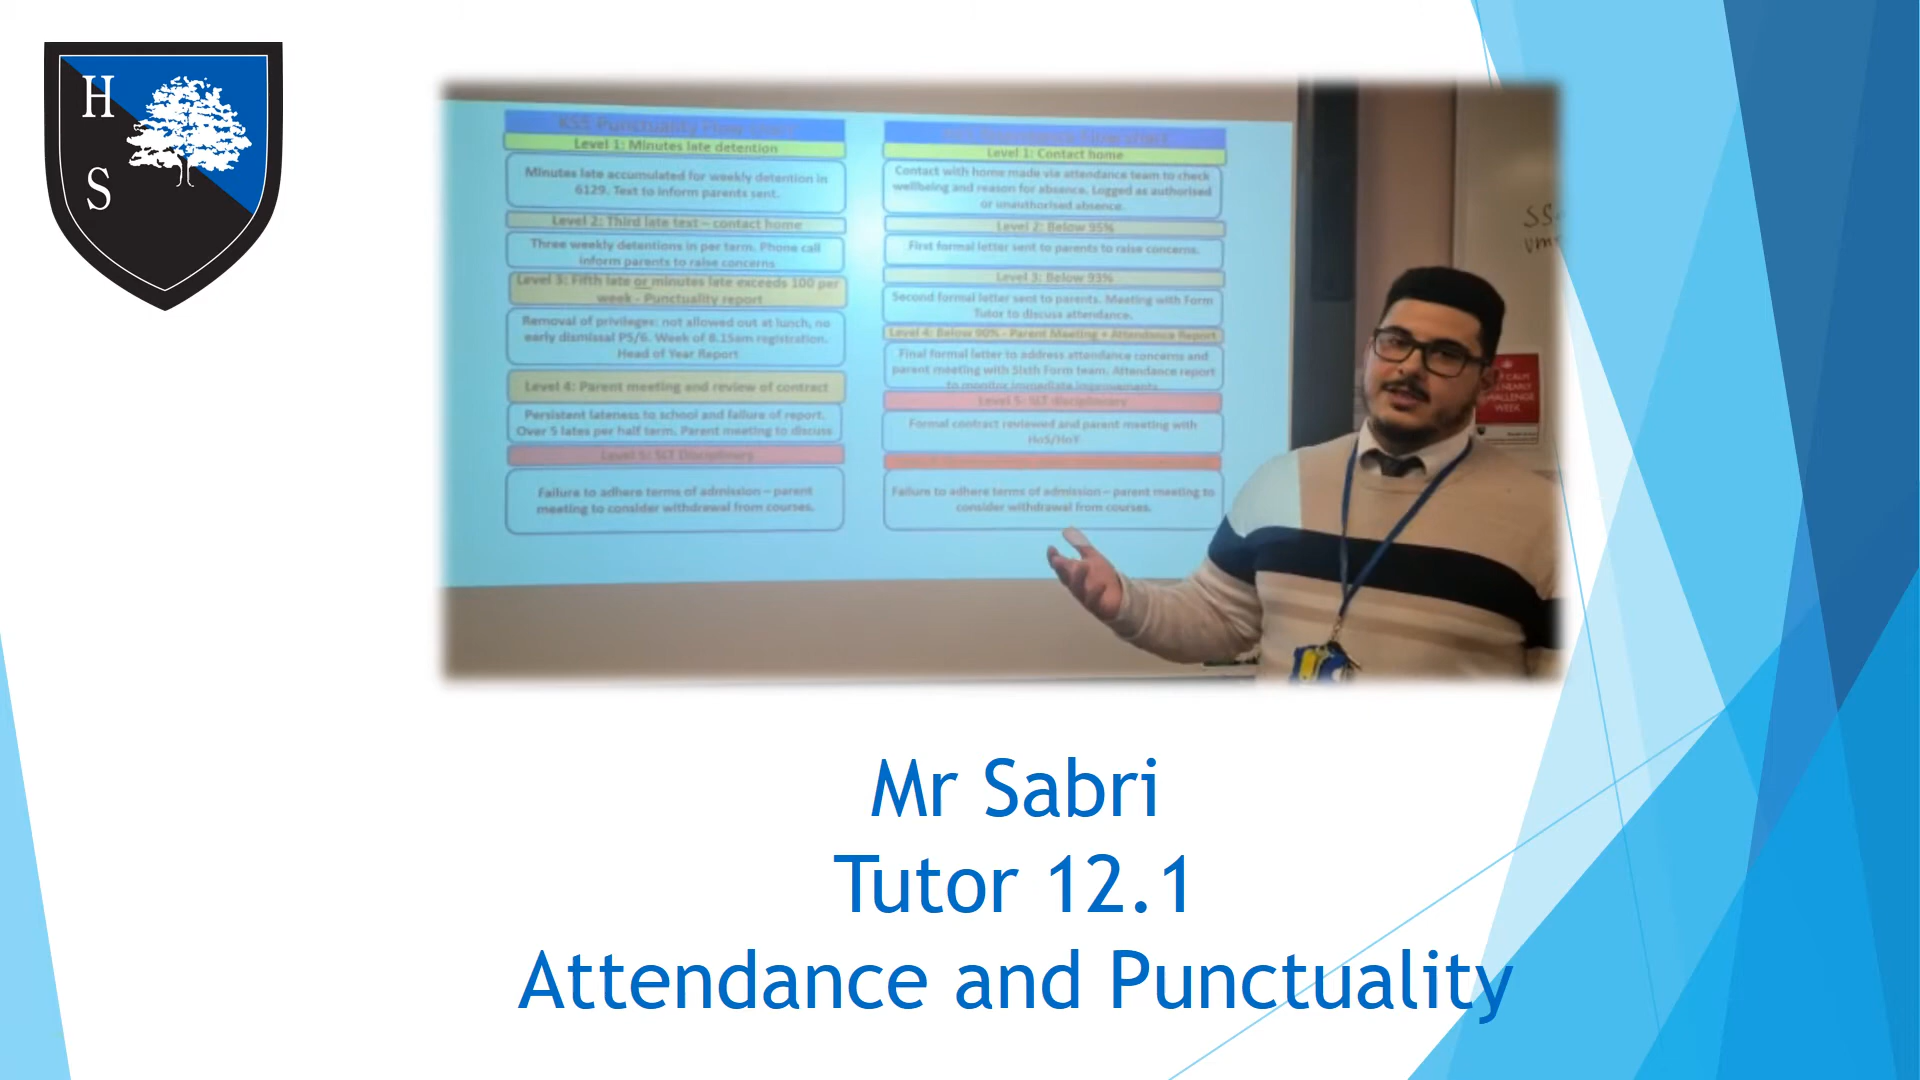 H
S
KS5 Punctuality Flow
Level 1: Minutes late detention
Minutes late accumulated for weekly detention in
6129. Text to inform parents sent.
Level 2: Third late text – contact home
Three weekly detentions in per term. Phone call
inform parents to raise concerns
Level 3: Fifth late or minutes late exceeds 100 per
week - Punctuality report
Removal of privileges: not allowed out at lunch, no
early dismissal P5/6. Week of 8.15am registration.
Head of Year Report
Level 4: Parent meeting and review of contract
Persistent lateness to school and failure of report.
Over 5 lates per half term. Parent meeting to discuss
Level 5: SLT Disciplinary
Failure to adhere terms of admission – parent
meeting to consider withdrawal from courses.
Level 1: Contact home
Contact with home made via attendance team to check
wellbeing and reason for absence. Logged as authorised
or unauthorised absence.
Level 2: Below 95%
First formal letter sent to parents to raise concerns.
Level 3: Below 93%
Second formal letter sent to parents. Meeting with Form
Tutor to discuss attendance.
Level 4: Below 90% - Parent Meeting + Attendance Report
Final formal letter to address attendance concerns and
parent meeting with Sixth Form team. Attendance report
to monitor immediate improvements
Level 5: SLT disciplinary
Formal contract reviewed and parent meeting with
HoS/HoY
Failure to adhere terms of admission – parent meeting to
consider withdrawal from courses.
CALM
CHALLENGE
WEEK
Mr Sabri
Tutor 12.1
Attendance and Punctuality